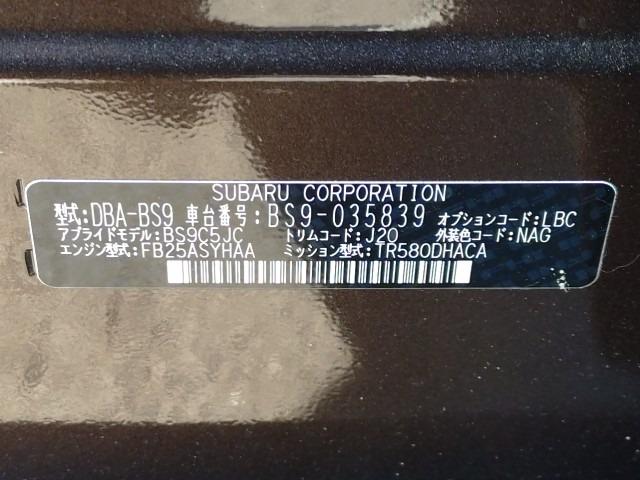 SUBARU CORPORATION
型式:DBA-BS9 車台番号:BS9-035839 オプションコード:LBC
アプライドモデル:BS9C5JC トリムコード:J20 外装色コード:NAG
エンジン型式:FB25ASYHAA ミッション型式:TR580DHACA